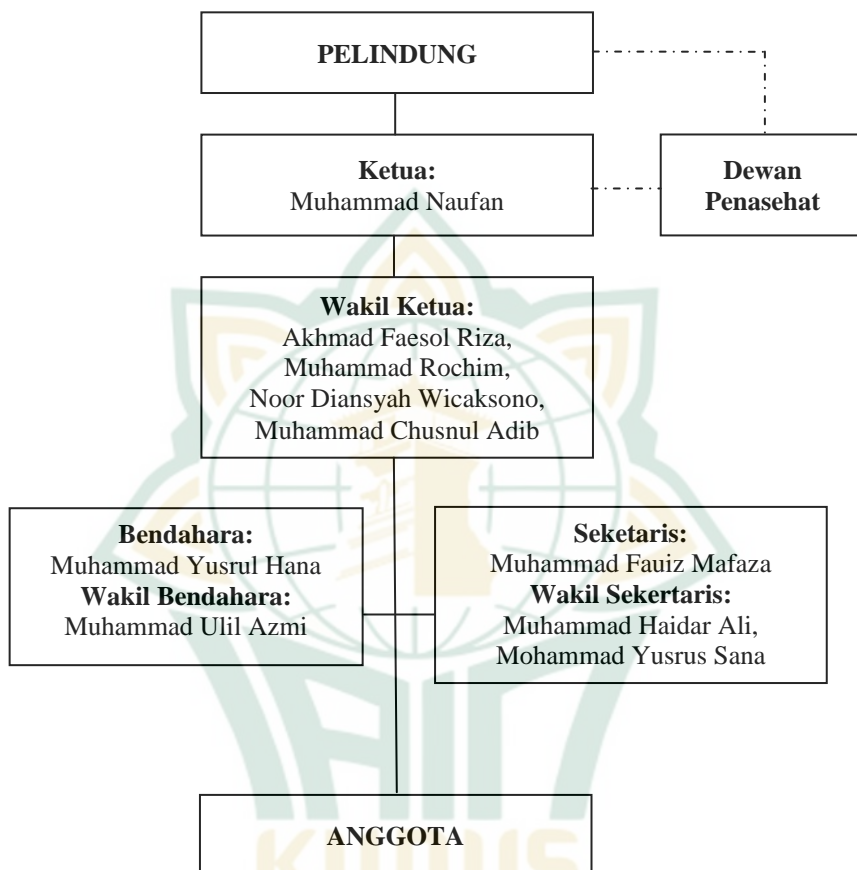 PELINDUNG
Ketua:
Muhammad Naufan
Dewan
Penasehat
Wakil Ketua:
Akhmad Faesol Riza,
Muhammad Rochim,
Noor Diansyah Wicaksono,
Muhammad Chusnul Adib
Bendahara:
Muhammad Yusrul Hana
Wakil Bendahara:
Muhammad Ulil Azmi
Seketaris:
Muhammad Fauiz Mafaza
Wakil Sekertaris:
Muhammad Haidar Ali,
Mohammad Yusrus Sana
IAIN
ANGGOTA
KUDUS